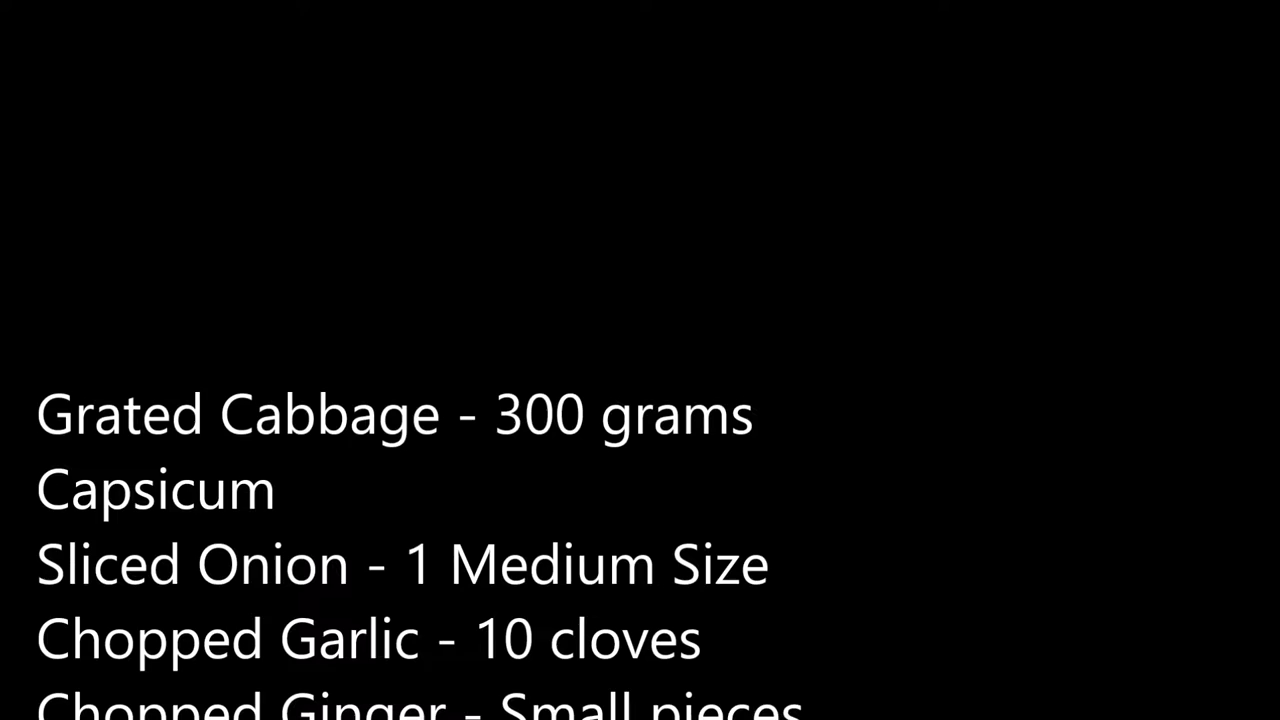 Grated Cabbage - 300 grams
Capsicum
Sliced Onion - 1 Medium Size
Chopped Garlic - 10 cloves
Chopped Ginger - Small pieces